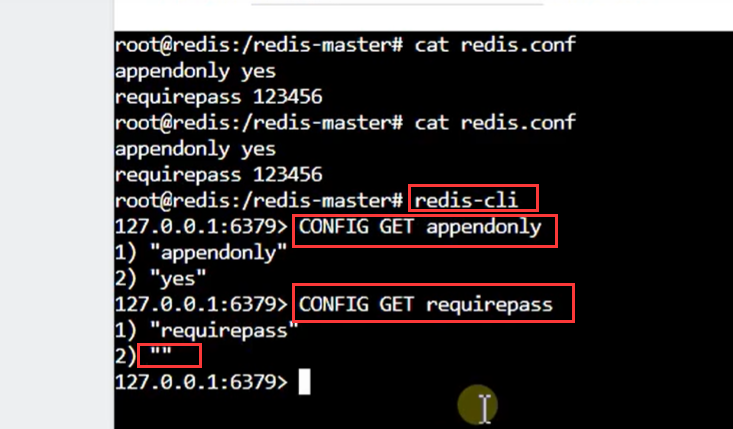 root@redis:/redis-master# cat redis.conf
appendonly yes
requirepass 123456
root@redis:/redis-master# cat redis.conf
appendonly yes
requirepass 123456
root@redis:/redis-master# redis-cli
127.0.0.1:6379> CONFIG GET appendonly
1) "appendonly"
2) "yes"
127.0.0.1:6379> CONFIG GET requirepass
1) "requirepass"
2) ""
127.0.0.1:6379>